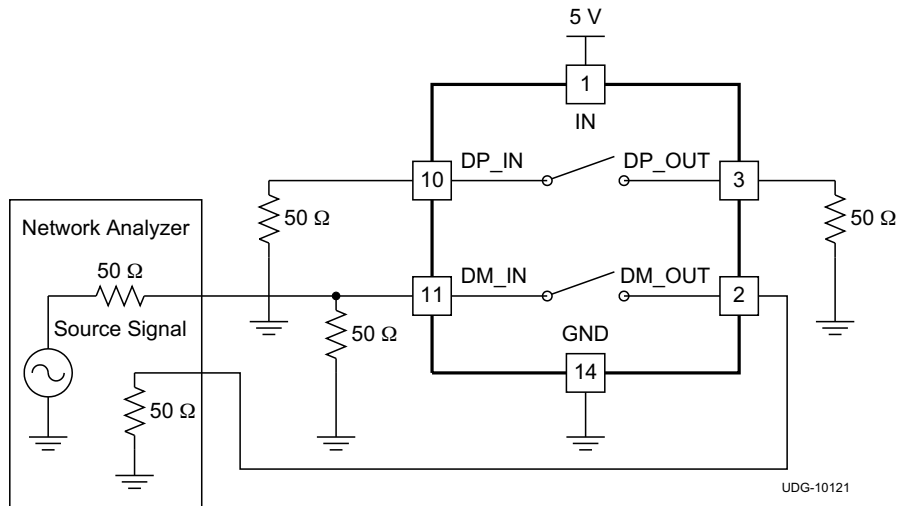 5 V
1
IN
DP_IN
DP_OUT
10
3
50 Ω
50 Ω
Network Analyzer
50 Ω
DM_IN
DM_OUT
11
2
Source Signal
50 Ω
GND
14
50 Ω
UDG-10121